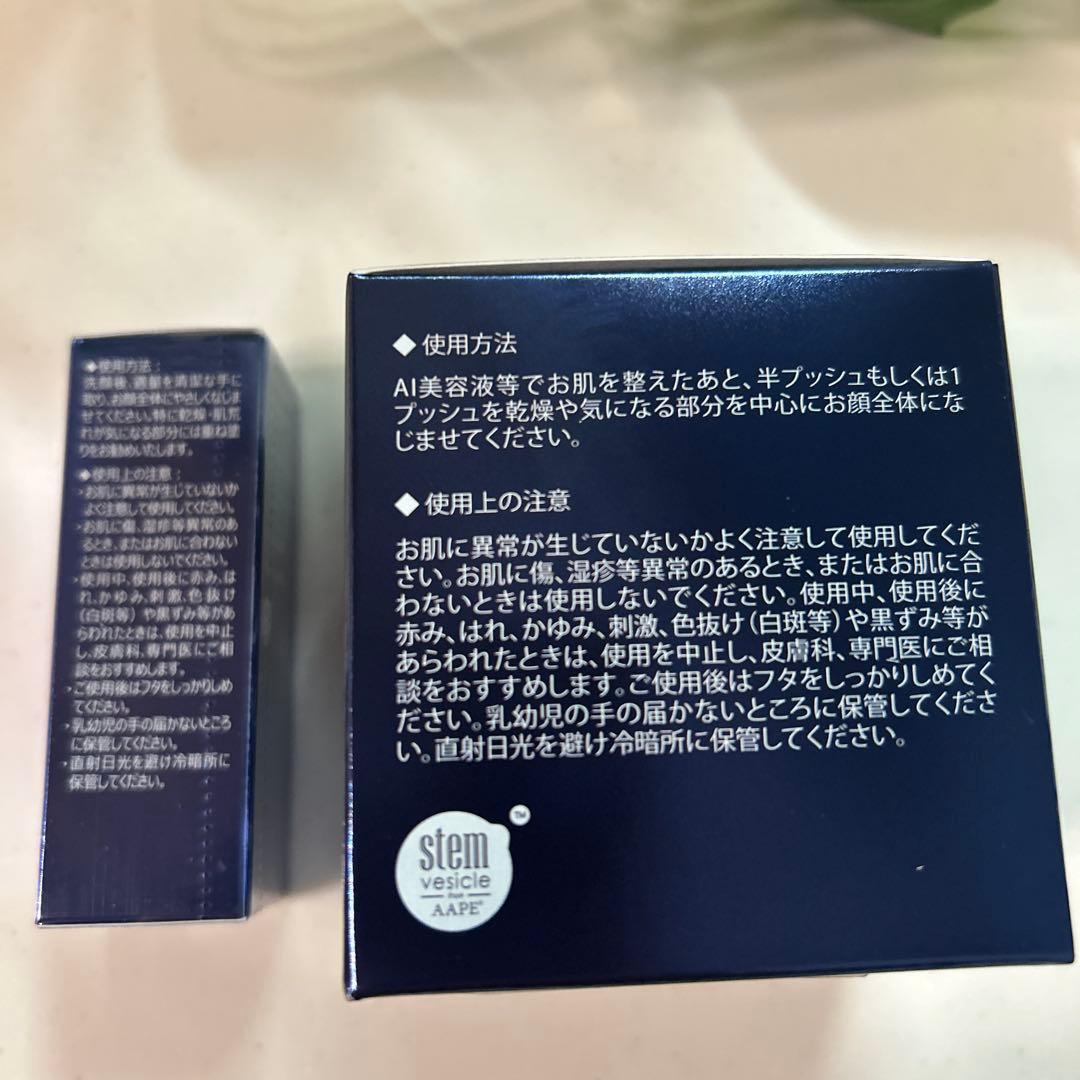 ◆使用方法：
洗顔後、適量を清潔な手に
取り、お顔全体にやさしくなじま
せてください。特に乾燥・肌荒
れが気になる部分には重ね塗
りをお勧めいたします。
◆使用上の注意：
・お肌に異常が生じていないか
よく注意して使用してください。
・お肌に傷、湿疹等異常のあ
るとき、またはお肌に合わない
ときは使用しないでください。
・使用中、使用後に赤み、は
れ、かゆみ、刺激、色抜け
（白斑等）や黒ずみ等があ
らわれたときは、使用を中止
し、皮膚科、専門医にご相
談をおすすめします。
・ご使用後はフタをしっかりしめ
てください。
・乳幼児の手の届かないところ
に保管してください。
・直射日光を避け冷暗所に
保管してください。
◆ 使用方法
AI美容液等でお肌を整えたあと、半プッシュもしくは1
プッシュを乾燥や気になる部分を中心にお顔全体にな
じませてください。
◆ 使用上の注意
お肌に異常が生じていないかよく注意して使用してくだ
さい。お肌に傷、湿疹等異常のあるとき、またはお肌に合
わないときは使用しないでください。使用中、使用後に
赤み、はれ、かゆみ、刺激、色抜け（白斑等）や黒ずみ等が
あらわれたときは、使用を中止し、皮膚科、専門医にご相
談をおすすめします。ご使用後はフタをしっかりしめてく
ださい。乳幼児の手の届かないところに保管してくださ
い。直射日光を避け冷暗所に保管してください。
stem
vesicle
AAPE®
TM